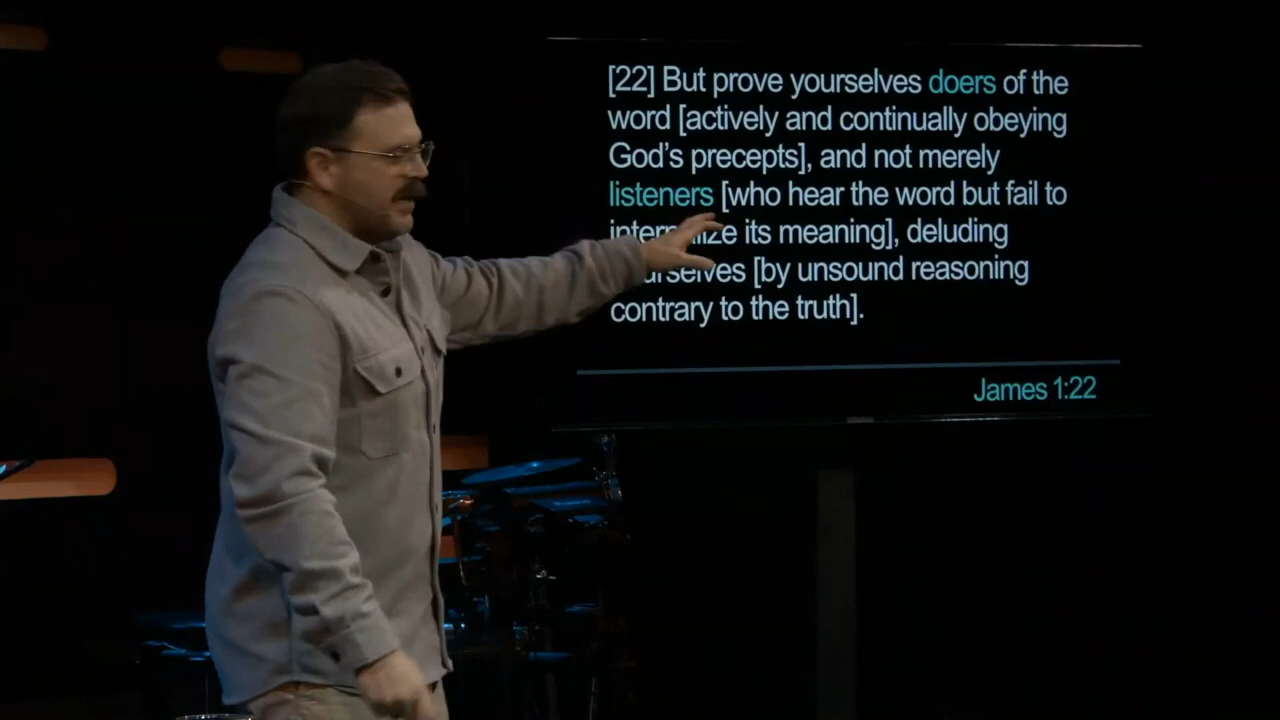 [22] But prove yourselves doers of the
word [actively and continually obeying
God's precepts], and not merely
listeners [who hear the word but fail to
its meaning], deluding
[by unsound reasoning
contrary to the truth].
James 1:22